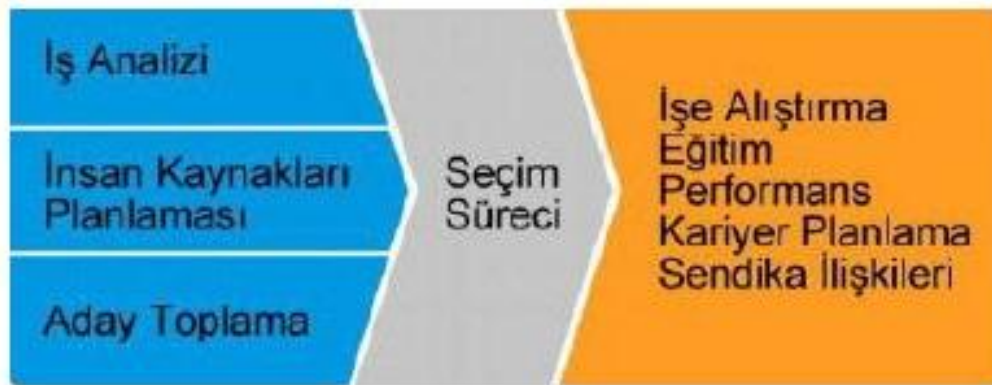 İş Analizi
İnsan Kaynakları
Planlaması
Aday Toplama
Seçim
Süreci
İşe Alıştırma
Eğitim
Performans
Kariyer Planlama
Sendika İlişkileri